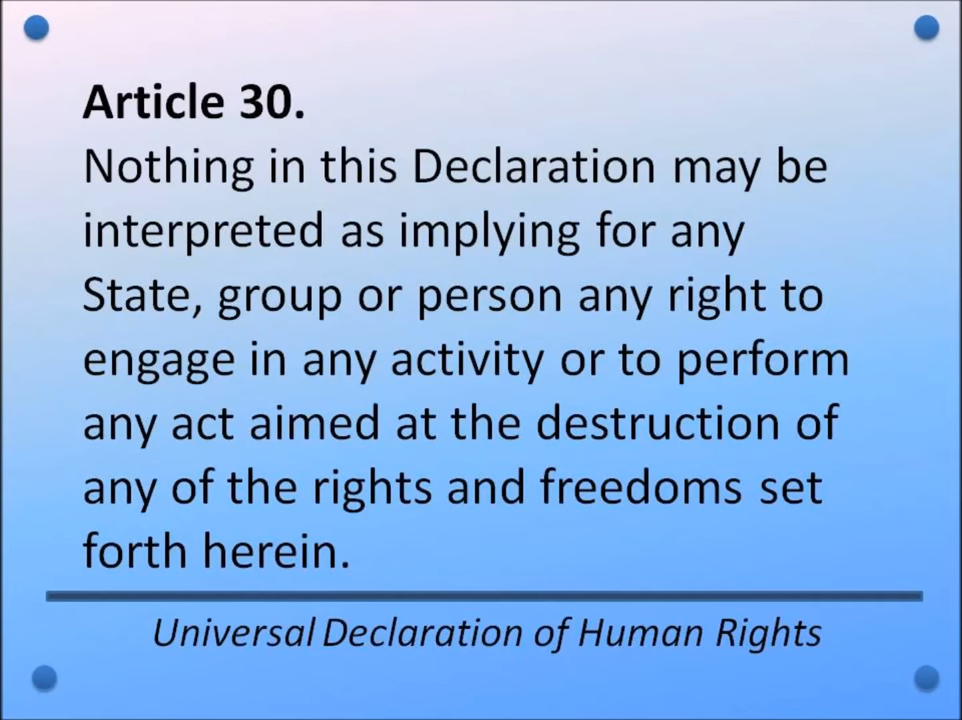 Article 30.
Nothing in this Declaration may be
interpreted as implying for any
State, group or person any right to
engage in any activity or to perform
any act aimed at the destruction of
any of the rights and freedoms set
forth herein.
Universal Declaration of Human Rights